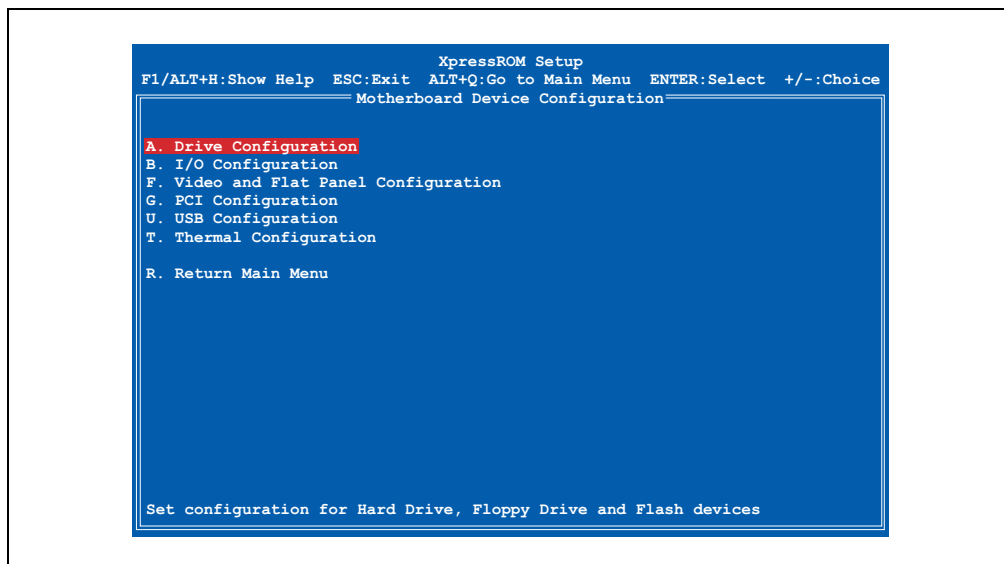 XpressROM Setup
F1/ALT+H:Show Help ESC:Exit ALT+Q:Go to Main Menu ENTER:Select +/-:Choice
Motherboard Device Configuration
A. Drive Configuration
B. I/O Configuration
F. Video and Flat Panel Configuration
G. PCI Configuration
U. USB Configuration
T. Thermal Configuration
R. Return Main Menu
Set configuration for Hard Drive, Floppy Drive and Flash devices